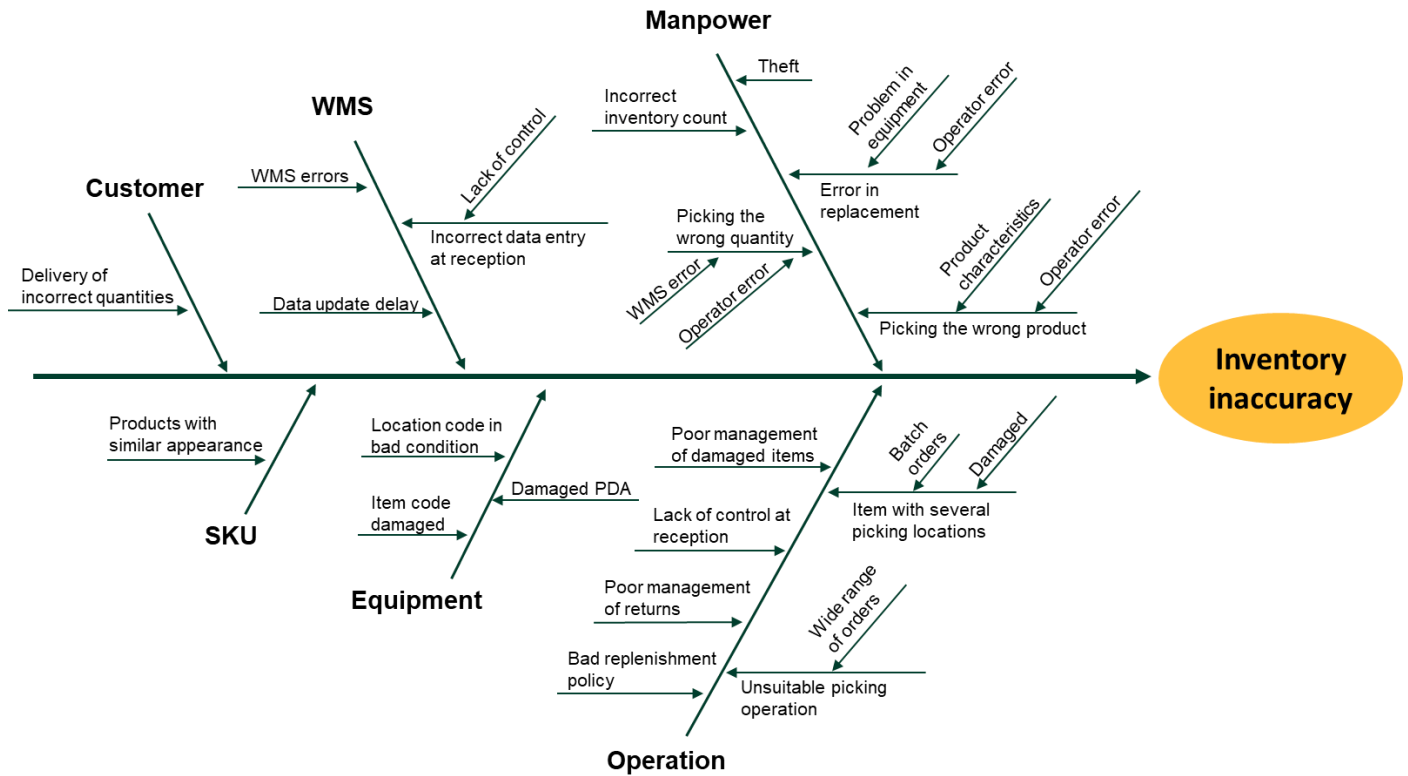 Manpower
Theft
Incorrect
inventory count
Problem in
equipment
Operator error
Error in
replacement
Picking the
wrong quantity
WMS error
Operator error
Product
characteristics
Operator error
Picking the wrong product
WMS
WMS errors
Lack of control
Incorrect data entry
at reception
Data update delay
Customer
Delivery of
incorrect quantities
Inventory
inaccuracy
Products with
similar appearance
SKU
Location code in
bad condition
Damaged PDA
Item code
damaged
Equipment
Poor management
of damaged items
Batch
orders
Damaged
Item with several
picking locations
Lack of control at
reception
Poor management
of returns
Wide range
of orders
Bad replenishment
policy
Unsuitable picking
operation
Operation